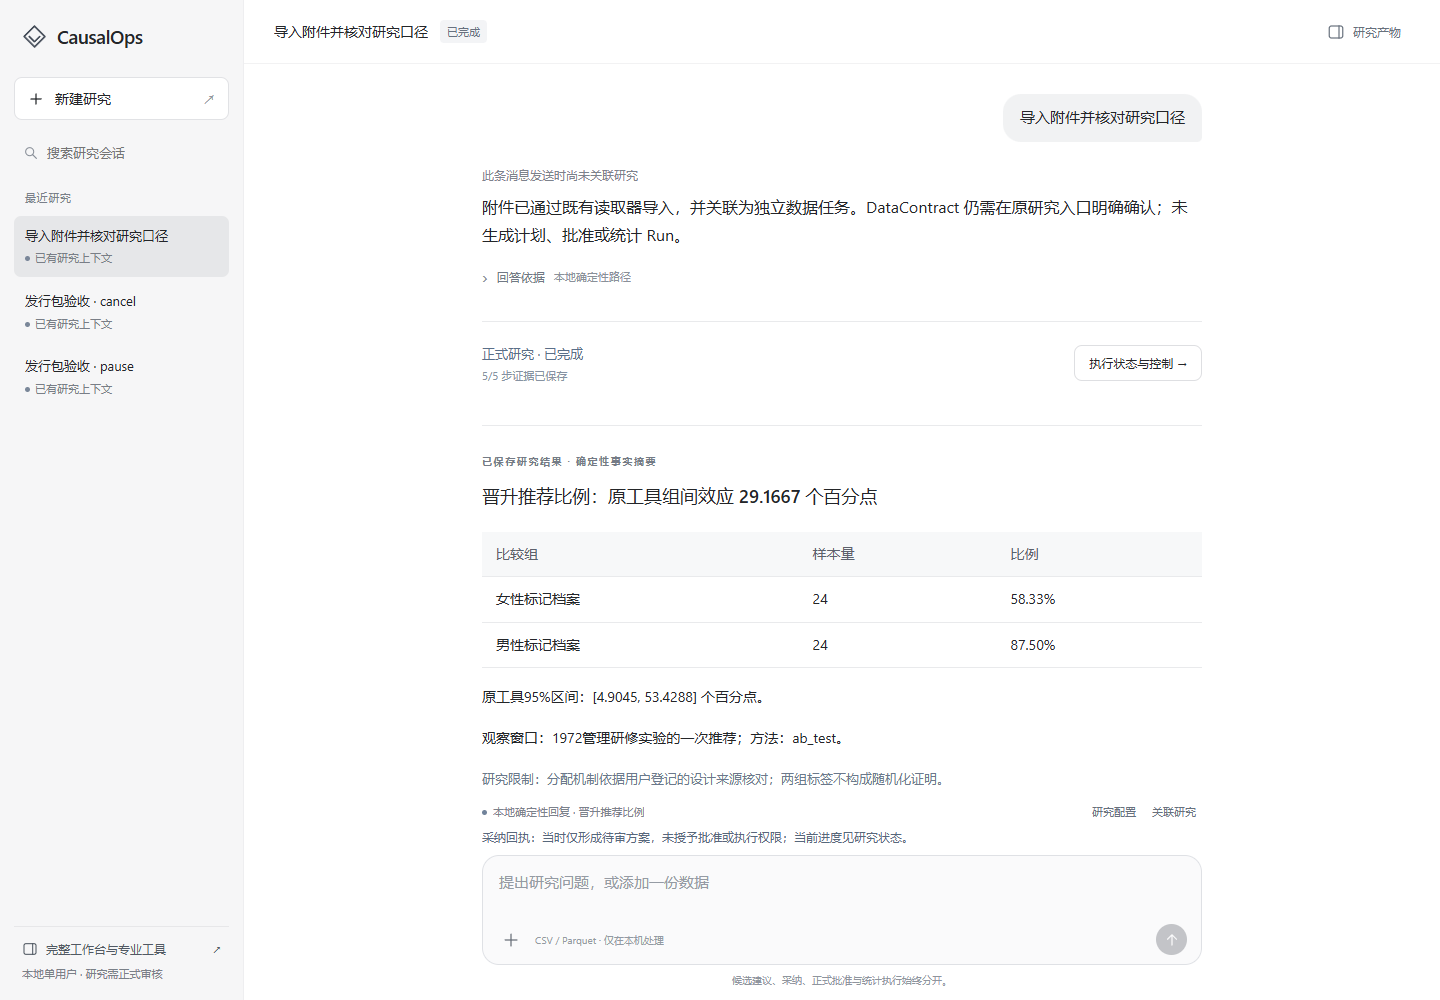 CausalOps
新建研究
搜索研究会话
最近研究
导入附件并核对研究口径
已有研究上下文
发行包验收 · cancel
已有研究上下文
发行包验收 · pause
已有研究上下文
完整工作台与专业工具
本地单用户 · 研究需正式审核
导入附件并核对研究口径 已完成
研究产物
导入附件并核对研究口径
此条消息发送时尚未关联研究
附件已通过既有读取器导入，并关联为独立数据任务。DataContract 仍需在原研究入口明确确认；未
生成计划、批准或统计 Run。
回答依据 本地确定性路径
正式研究 · 已完成
5/5 步证据已保存
执行状态与控制 →
已保存研究结果 · 确定性事实摘要
晋升推荐比例：原工具组间效应 29.1667 个百分点
比较组 样本量 比例
女性标记档案 24 58.33%
男性标记档案 24 87.50%
原工具95%区间：[4.9045, 53.4288] 个百分点。
观察窗口：1972管理研修实验的一次推荐；方法：ab_test。
研究限制：分配机制依据用户登记的设计来源核对；两组标签不构成随机化证明。
本地确定性回复 · 晋升推荐比例 研究配置 关联研究
采纳回执：当时仅形成待审方案，未授予批准或执行权限；当前进度见研究状态。
提出研究问题，或添加一份数据
CSV / Parquet · 仅在本机处理
候选建议、采纳、正式批准与统计执行始终分开。